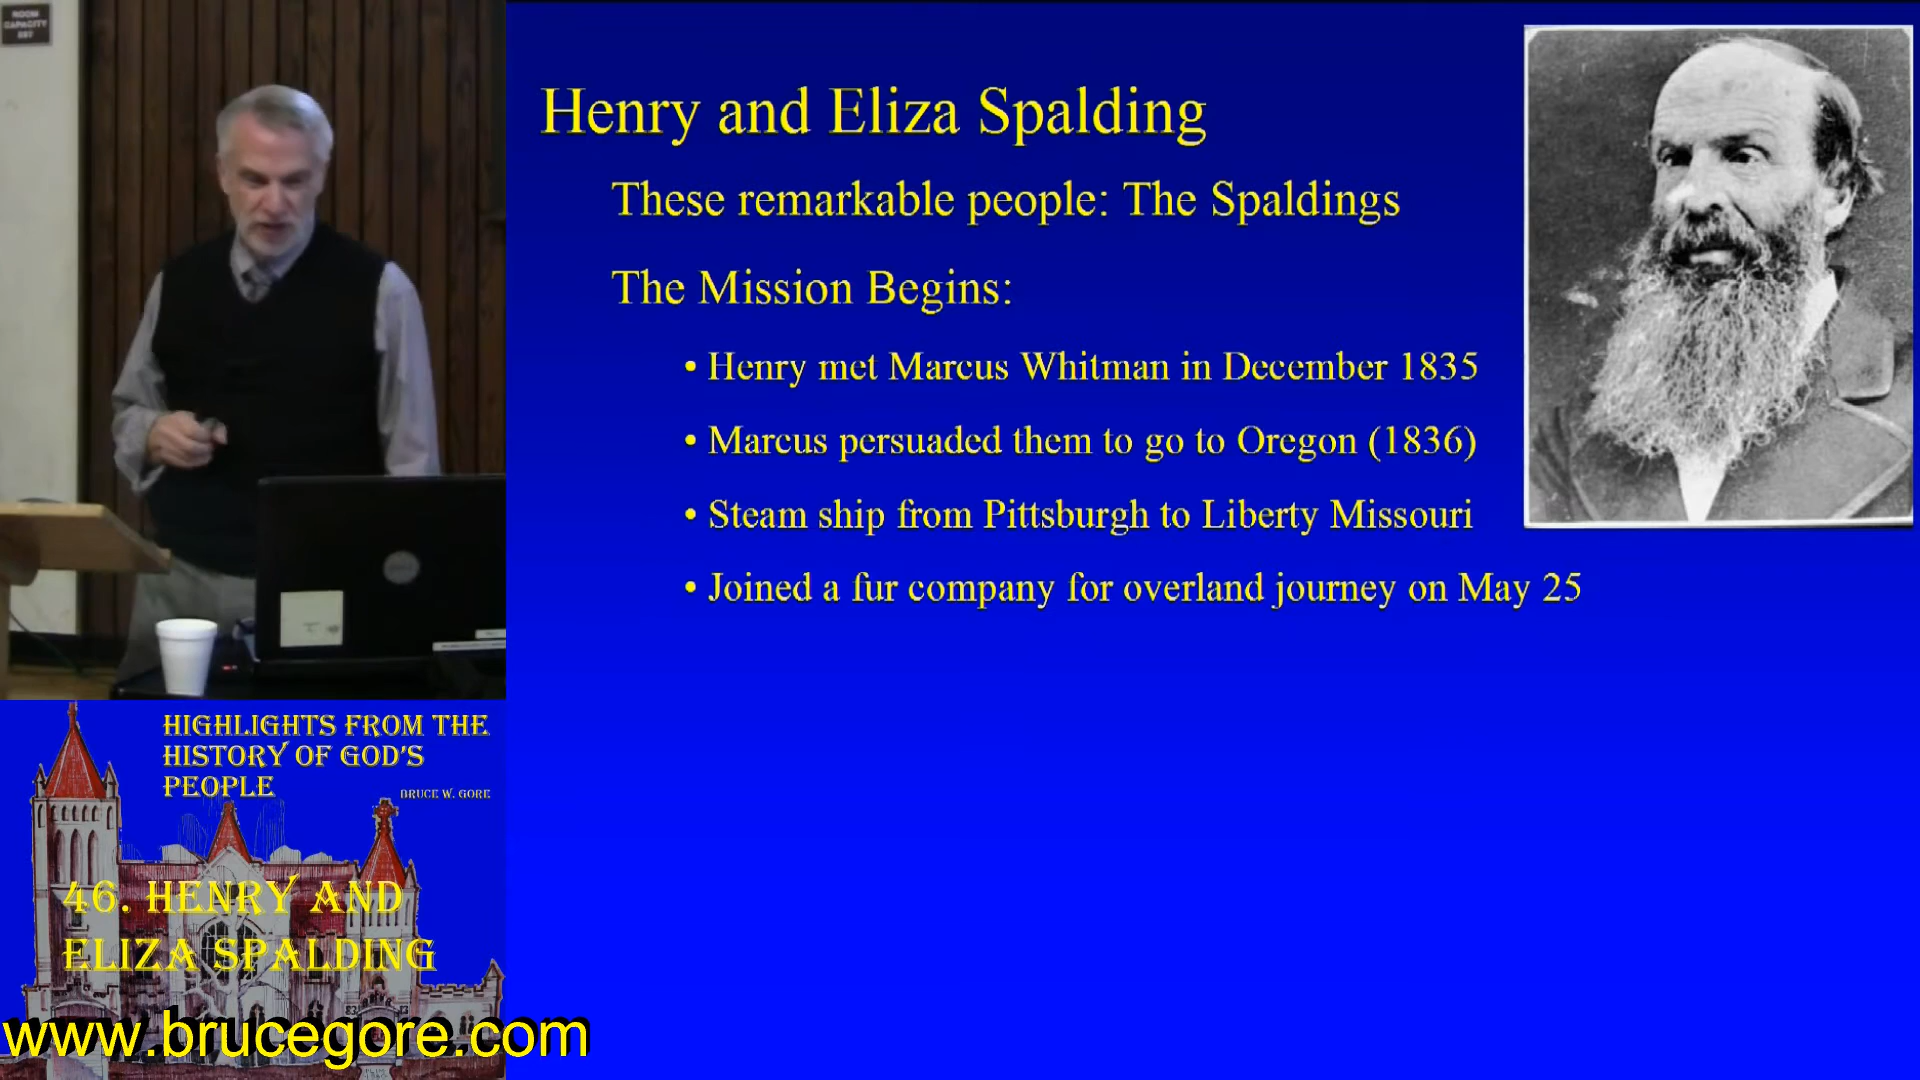 ROOM
CAPACITY
Henry and Eliza Spalding
These remarkable people: The Spaldings
The Mission Begins:
• Henry met Marcus Whitman in December 1835
• Marcus persuaded them to go to Oregon (1836)
• Steam ship from Pittsburgh to Liberty Missouri
• Joined a fur company for overland journey on May 25
HIGHLIGHTS FROM THE
HISTORY OF GOD'S
PEOPLE
BRUCE W. GORE
46. HENRY AND
ELIZA SPALDING
www.brucegore.com